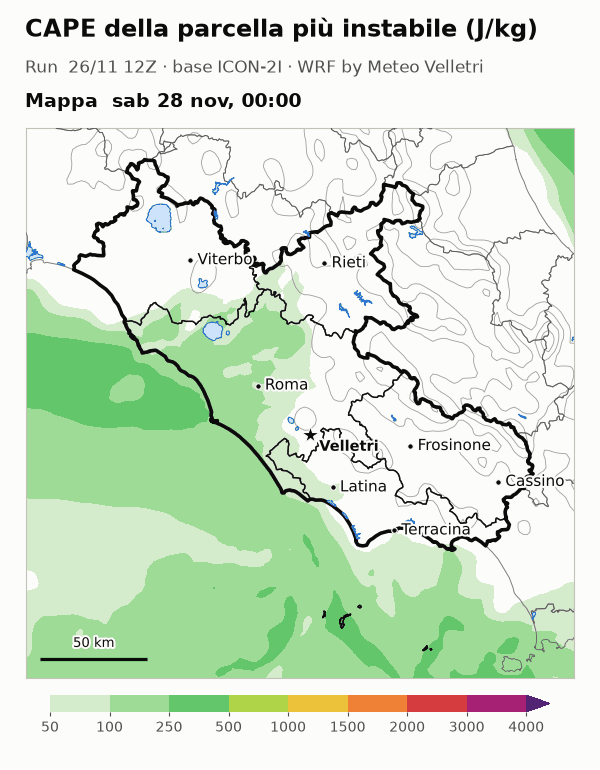 CAPE della parcella più instabile (J/kg)
Run  26/11 12Z · base ICON-2I · WRF by Meteo Velletri
Mappa  sab 28 nov, 00:00
Viterbo
Rieti
Roma
Velletri
Frosinone
Latina
Cassino
Terracina
50 km
50 100 250 500 1000 1500 2000 3000 4000